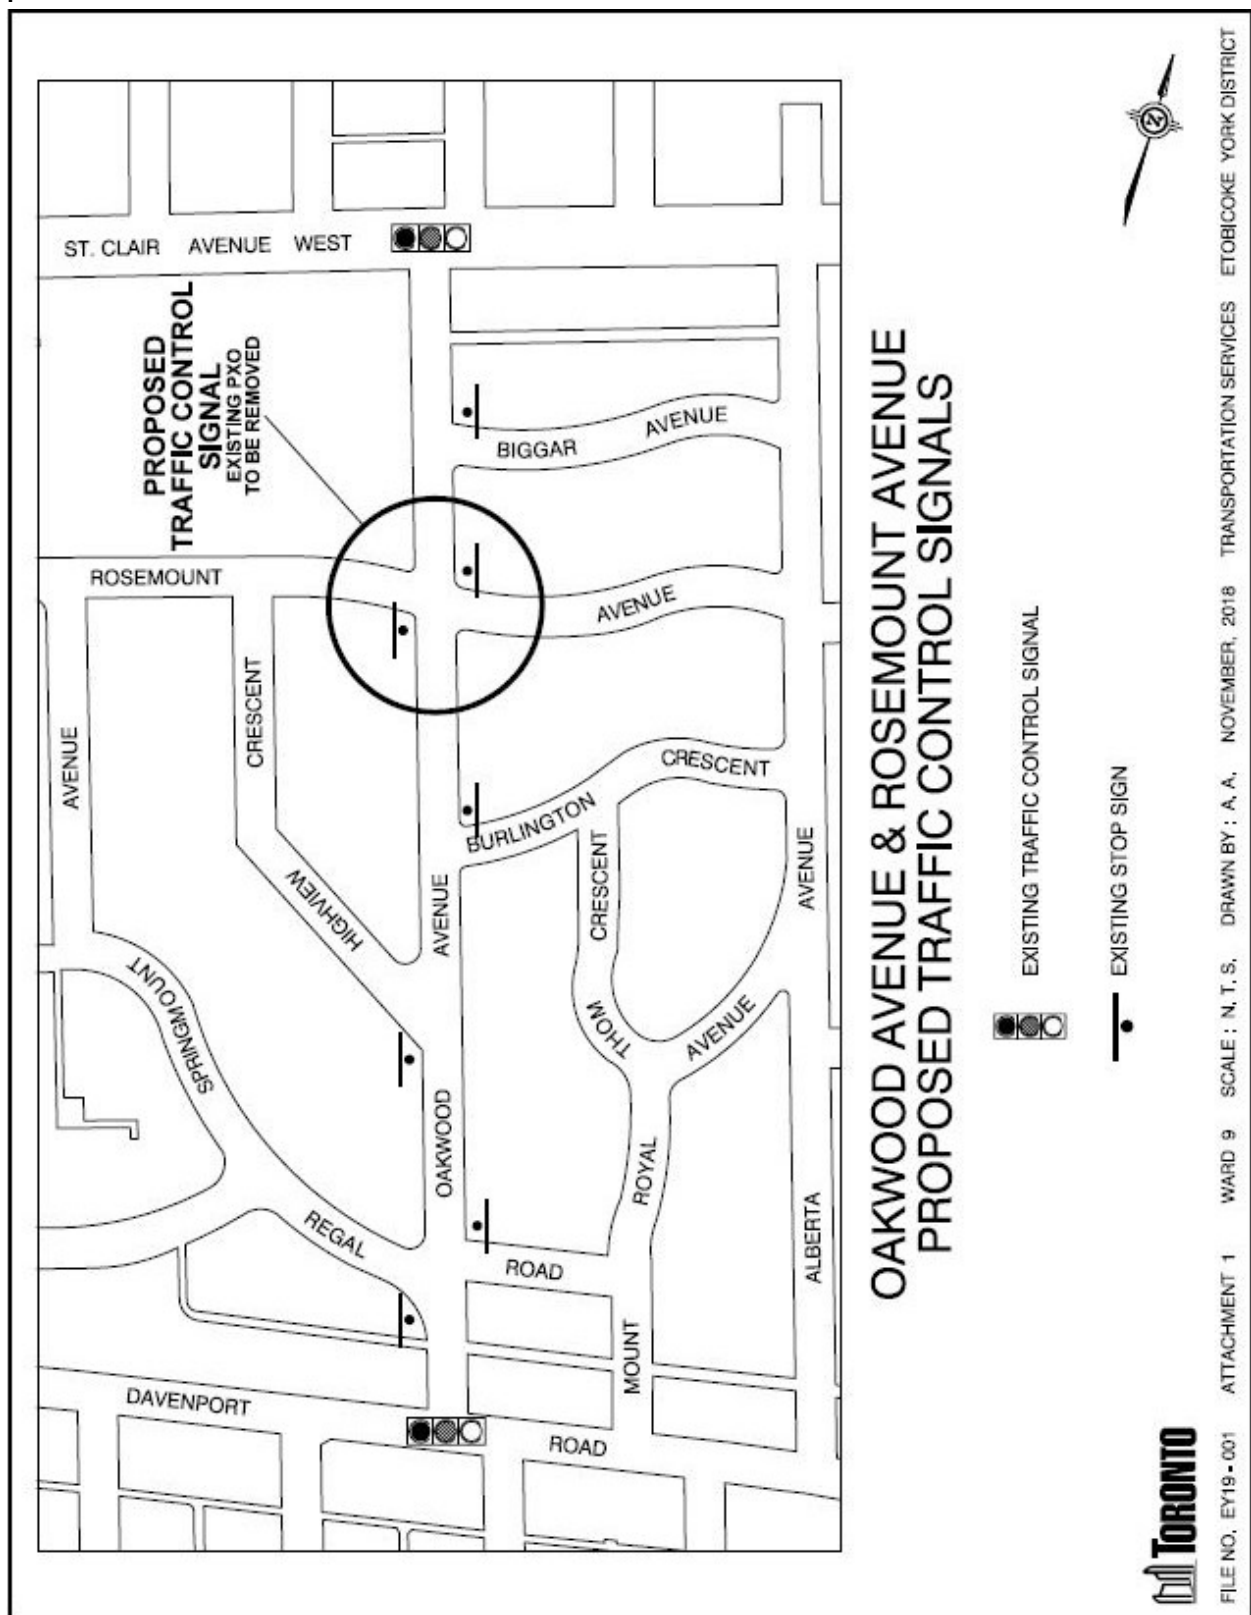 ST. CLAIR AVENUE WEST
PROPOSED
TRAFFIC CONTROL
SIGNAL
EXISTING PXO
TO BE REMOVED
BIGGAR AVENUE
ROSEMOUNT
AVENUE
AVENUE
CRESCENT
HIGHVIEW
BURLINGTON
CRESCENT
CRESCENT
THOM
AVENUE
AVENUE
AVENUE
SPRINGMOUNT
OAKWOOD
ROYAL
ALBERTA
REGAL
ROAD
MOUNT
DAVENPORT
ROAD
OAKWOOD AVENUE & ROSEMOUNT AVENUE
PROPOSED TRAFFIC CONTROL SIGNALS
EXISTING TRAFFIC CONTROL SIGNAL
EXISTING STOP SIGN
N
TORONTO
FILE NO. EY19-001 ATTACHMENT 1 WARD 9 SCALE : N.T.S. DRAWN BY : A.A. NOVEMBER, 2018 TRANSPORTATION SERVICES ETOBICOKE YORK DISTRICT